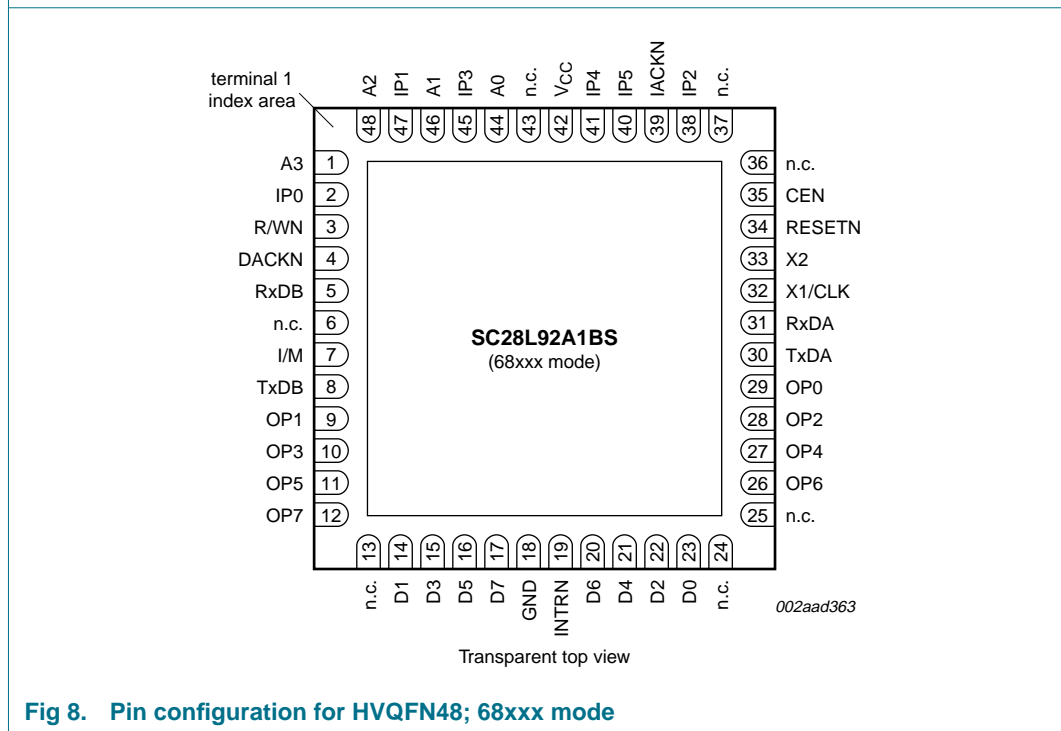 terminal 1
index area
A2 IP1 A1 IP3 A0 n.c. VCC IP4 IP5 IACKN IP2 n.c.
48 47 46 45 44 43 42 41 40 39 38 37
A3 1 36 n.c.
IP0 2 35 CEN
R/WN 3 34 RESETN
DACKN 4 33 X2
RxDB 5 32 X1/CLK
n.c. 6 31 RxDA
I/M 7 30 TxDA
TxDB 8 29 OP0
OP1 9 28 OP2
OP3 10 27 OP4
OP5 11 26 OP6
OP7 12 25 n.c.
SC28L92A1BS
(68xxx mode)
13 14 15 16 17 18 19 20 21 22 23 24
n.c. D1 D3 D5 D7 GND INTRN D6 D4 D2 D0 n.c.
002aad363
Transparent top view
Fig 8. Pin configuration for HVQFN48; 68xxx mode